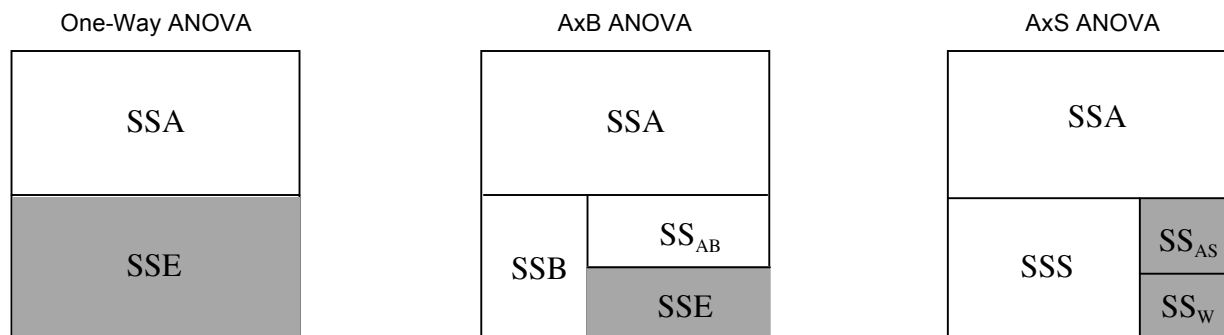 One-Way ANOVA
SSA
SSE
AxB ANOVA
SSA
SSB
SS_AB
SSE
AxS ANOVA
SSA
SSS
SS_AS
SS_W